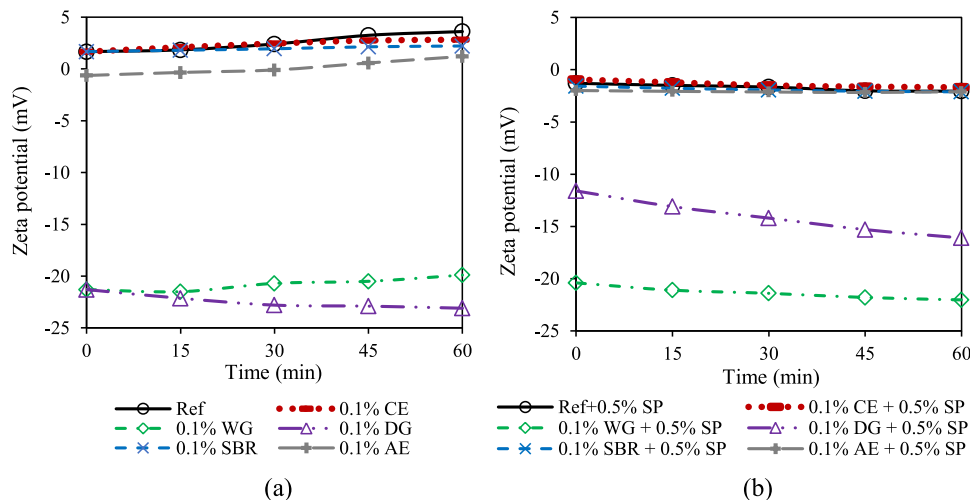 5
0
-5
-10
-15
-20
-25
Zeta potential (mV)
0 15 30 45 60
Time (min)
Ref
0.1% CE
0.1% WG
0.1% DG
0.1% SBR
0.1% AE
(a)
5
0
-5
-10
-15
-20
-25
Zeta potential (mV)
0 15 30 45 60
Time (min)
Ref+0.5% SP
0.1% CE + 0.5% SP
0.1% WG + 0.5% SP
0.1% DG + 0.5% SP
0.1% SBR + 0.5% SP
0.1% AE + 0.5% SP
(b)